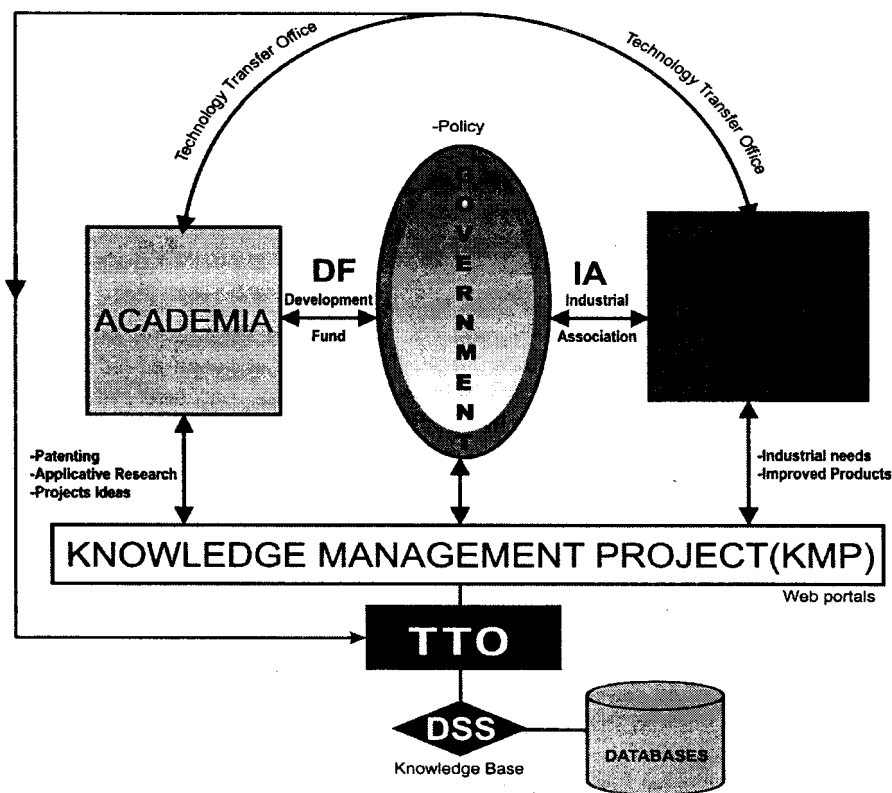 Technology Transfer Office
Technology Transfer Office
-Policy
GOVERNMENT
ACADEMIA
DF
Development
Fund
IA
Industrial
Association
-Patenting
-Applicative Research
-Projects Ideas
-Industrial needs
-Improved Products
KNOWLEDGE MANAGEMENT PROJECT(KMP)
Web portals
TTO
DSS
Knowledge Base
DATABASES